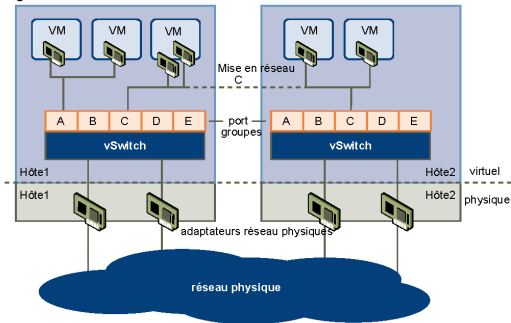 VM
VM
VM
VM
VM
Mise en réseau
C
A B C D E
port
groupes
A B C D E
vSwitch
vSwitch
Hôte1
Hôte2
virtuel
Hôte1
Hôte2
physique
adaptateurs réseau physiques
réseau physique